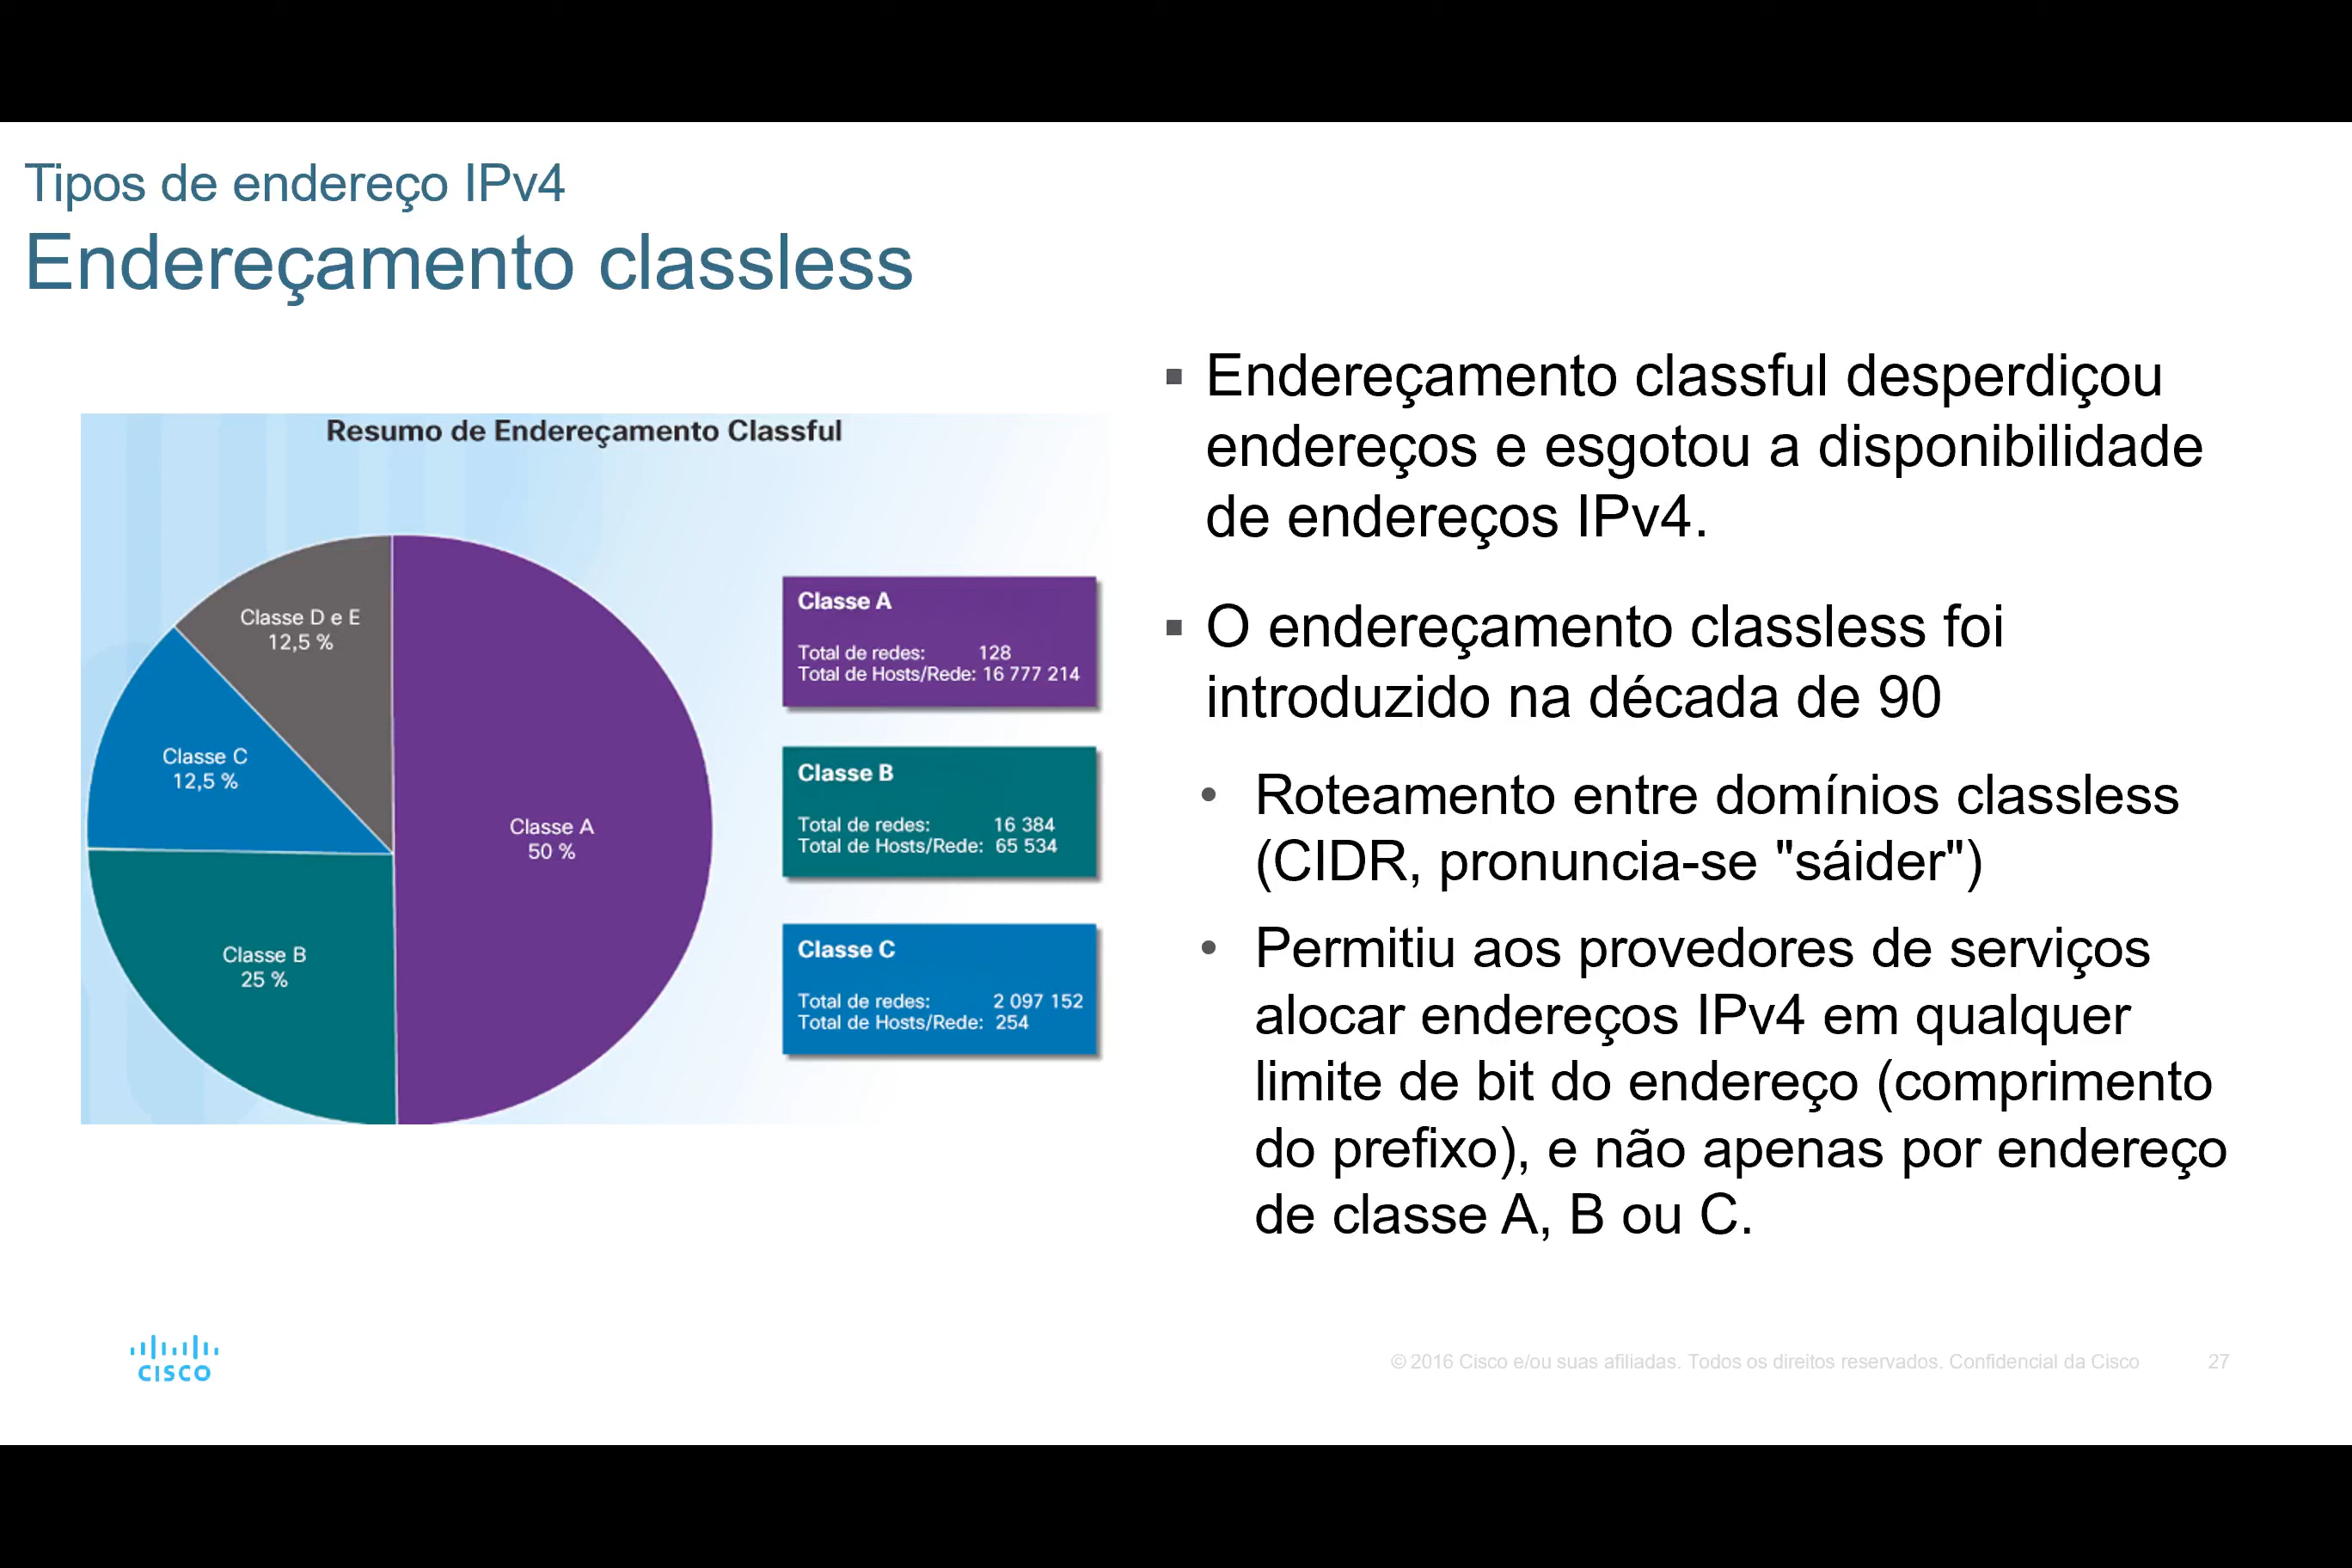 Tipos de endereço IPv4
Endereçamento classless
Resumo de Endereçamento Classful
Classe D e E
12,5 %
Classe C
12,5 %
Classe A
50 %
Classe B
25 %
Classe A
Total de redes: 128
Total de Hosts/Rede: 16 777 214
Classe B
Total de redes: 16 384
Total de Hosts/Rede: 65 534
Classe C
Total de redes: 2 097 152
Total de Hosts/Rede: 254
▪ Endereçamento classful desperdiçou
endereços e esgotou a disponibilidade
de endereços IPv4.
▪ O endereçamento classless foi
introduzido na década de 90
• Roteamento entre domínios classless
(CIDR, pronuncia-se "sáider")
• Permitiu aos provedores de serviços
alocar endereços IPv4 em qualquer
limite de bit do endereço (comprimento
do prefixo), e não apenas por endereço
de classe A, B ou C.
CISCO
© 2016 Cisco e/ou suas afiliadas. Todos os direitos reservados. Confidencial da Cisco 27